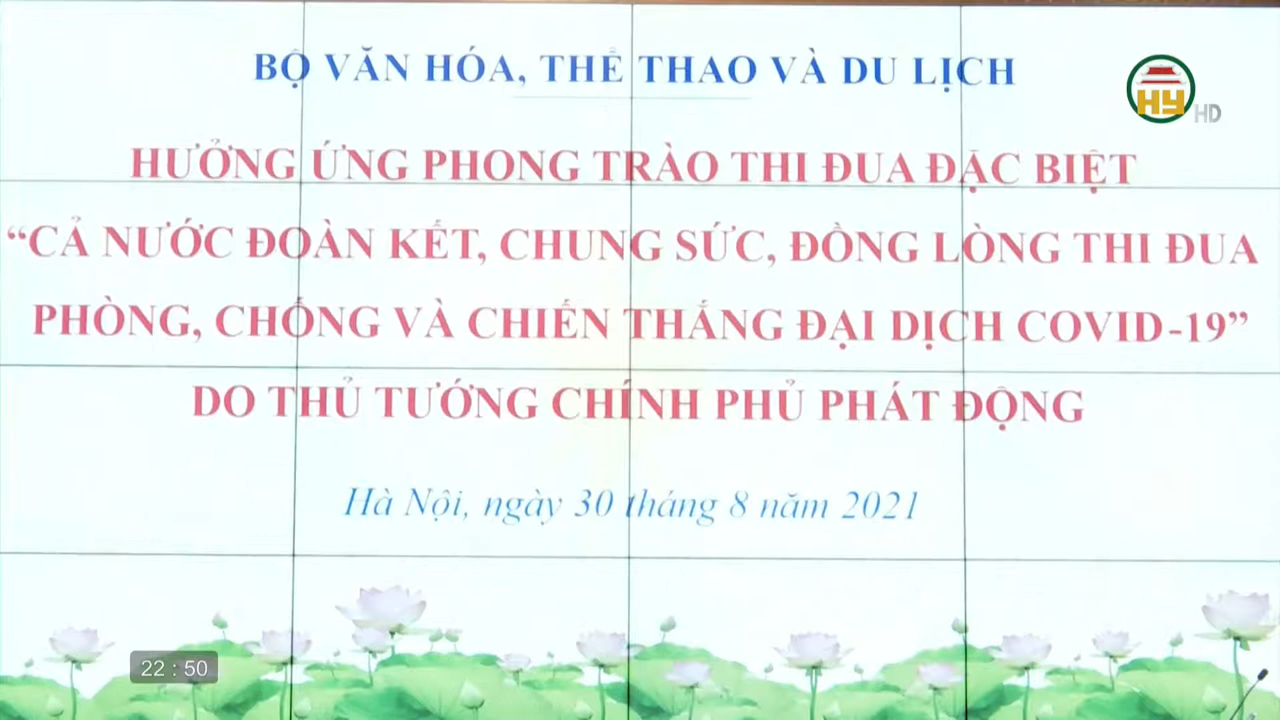 BỘ VĂN HÓA, THỂ THAO VÀ DU LỊCH
HY HD
HƯỞNG ỨNG PHONG TRÀO THI ĐUA ĐẶC BIỆT
“CẢ NƯỚC ĐOÀN KẾT, CHUNG SỨC, ĐỒNG LÒNG THI ĐUA
PHÒNG, CHỐNG VÀ CHIẾN THẮNG ĐẠI DỊCH COVID-19”
DO THỦ TƯỚNG CHÍNH PHỦ PHÁT ĐỘNG
Hà Nội, ngày 30 tháng 8 năm 2021
22 : 50